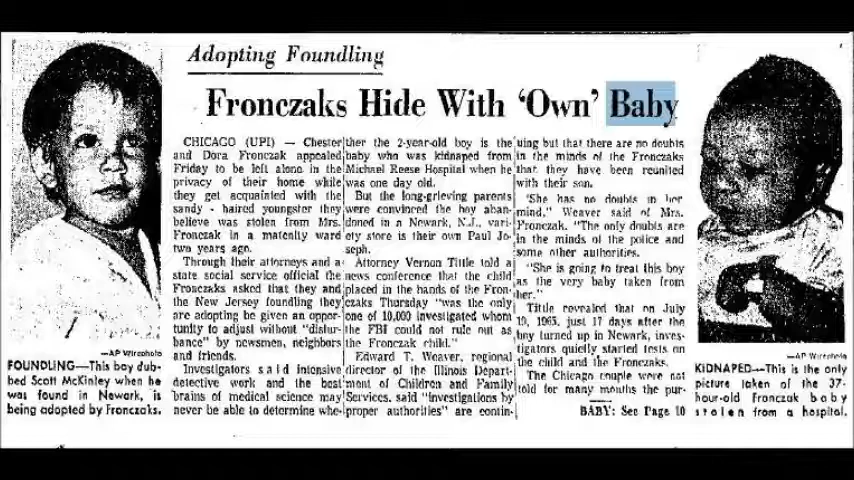 Adopting Foundling
Fronczaks Hide With ‘Own’ Baby
CHICAGO (UPI) — Chester
and Dora Fronczak appealed
Friday to be left alone in the
privacy of their home while
they get acquainted with the
sandy - haired youngster they
believe was stolen from Mrs.
Fronczak in a maternity ward
two years ago.
Through their attorneys and a
state social service official the
Fronczaks asked that they and
the New Jersey foundling they
are adopting be given an oppor-
tunity to adjust without "distur-
bance" by newsmen, neighbors
and friends.
Investigators said intensive
detective work and the best
brains of medical science may
never be able to determine whe-
ther the 2-year-old boy is the
baby who was kidnaped from
Michael Reese Hospital when he
was one day old.
But the long-grieving parents
were convinced the boy aban-
doned in a Newark, N.J., vari-
ety store is their own Paul Jo-
seph.
Attorney Vernon Tittle told a
news conference that the child
placed in the hands of the Fron-
czaks Thursday "was the only
one of 10,000 investigated whom
the FBI could not rule out as
the Fronczak child."
Edward T. Weaver, regional
director of the Illinois Depart-
ment of Children and Family
Services, said "investigations by
proper authorities" are contin-
uing but that there are no doubts
in the minds of the Fronczaks
that they have been reunited
with their son.
"She has no doubts in her
mind," Weaver said of Mrs.
Fronczak. "The only doubts are
in the minds of the police and
some other authorities.
"She is going to treat this boy
as the very baby taken from
her."
Tittle revealed that on July
19, 1965, just 17 days after the
boy turned up in Newark, inves-
tigators quietly started tests on
the child and the Fronczaks.
The Chicago couple were not
told for many months the pur-
BABY: See Page 10
—AP Wirephoto
FOUNDLING—This boy dub-
bed Scott McKinley when he
was found in Newark, is
being adopted by Fronczaks.
—AP Wirephoto
KIDNAPED—This is the only
picture taken of the 37-
hour-old Fronczak baby
stolen from a hospital.